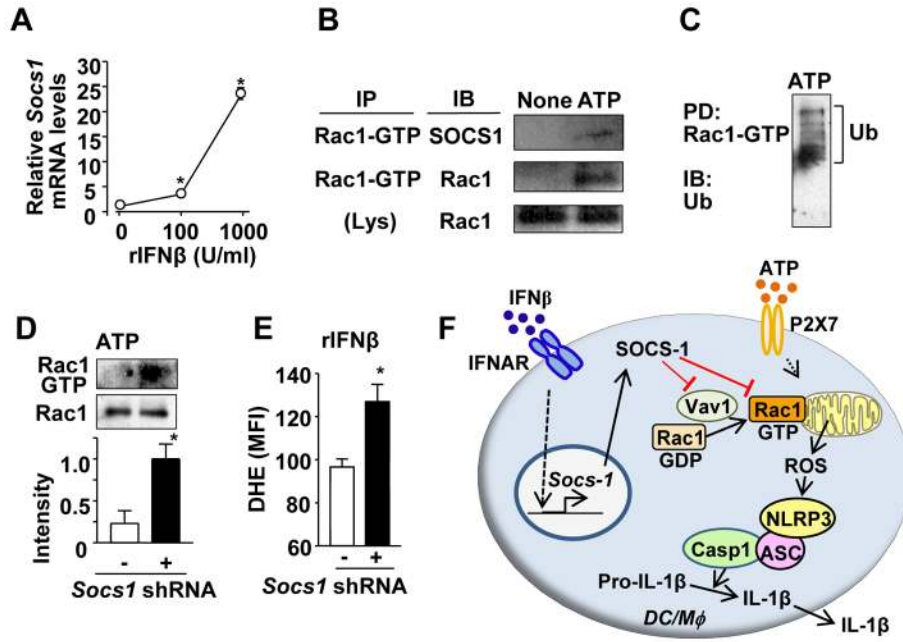 A
Relative Socs1
mRNA levels
25
20
15
10
5
0
*
*
0 100 1000
rIFNβ (U/ml)
B
IP IB None ATP
Rac1-GTP SOCS1
Rac1-GTP Rac1
(Lys) Rac1
C
ATP
PD:
Rac1-GTP
Ub
IB:
Ub
D
ATP
Rac1
GTP
Rac1
*
Intensity
1.0
0.5
0
- +
Socs1 shRNA
E
rIFNβ
*
DHE (MFI)
140
120
100
80
60
- +
Socs1 shRNA
F
IFNβ
IFNAR
ATP
P2X7
SOCS-1
Vav1
Rac1
GDP
Rac1
GTP
Socs-1
ROS
NLRP3
Casp1
ASC
Pro-IL-1β
IL-1β
IL-1β
DC/Mϕ